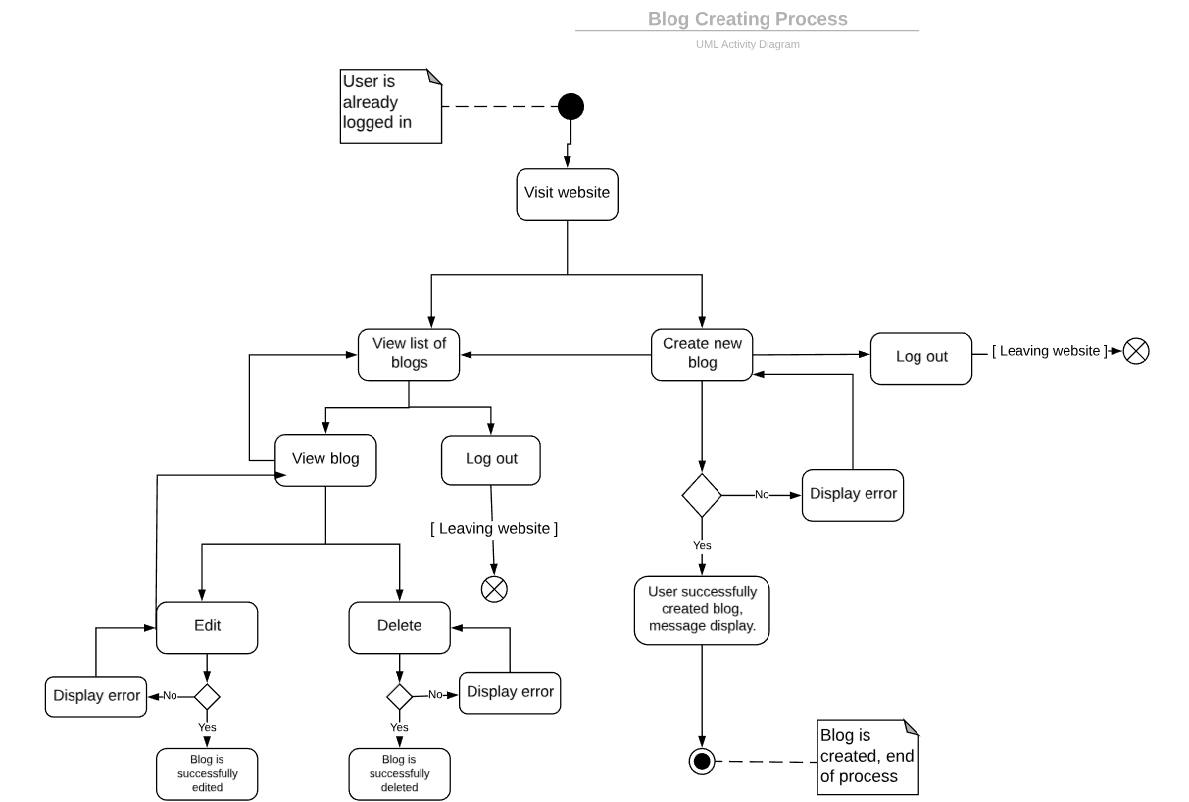 Blog Creating Process
UML Activity Diagram
User is
already
logged in
Visit website
View list of
blogs
Create new
blog
Log out
[ Leaving website ]
View blog
Log out
[ Leaving website ]
No
Display error
Yes
User successfully
created blog,
message display.
Edit
Delete
Display error
No
No
Display error
Yes
Yes
Blog is
successfully
edited
Blog is
successfully
deleted
Blog is
created, end
of process